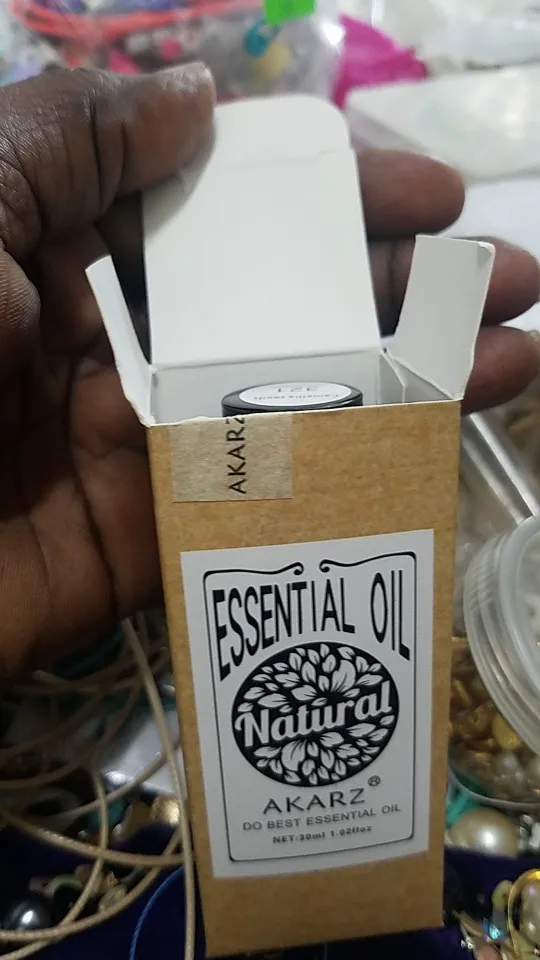 AKARZ
ESSENTIAL OIL
Natural
AKARZ®
DO BEST ESSENTIAL OIL
NET:30ml 1.02floz